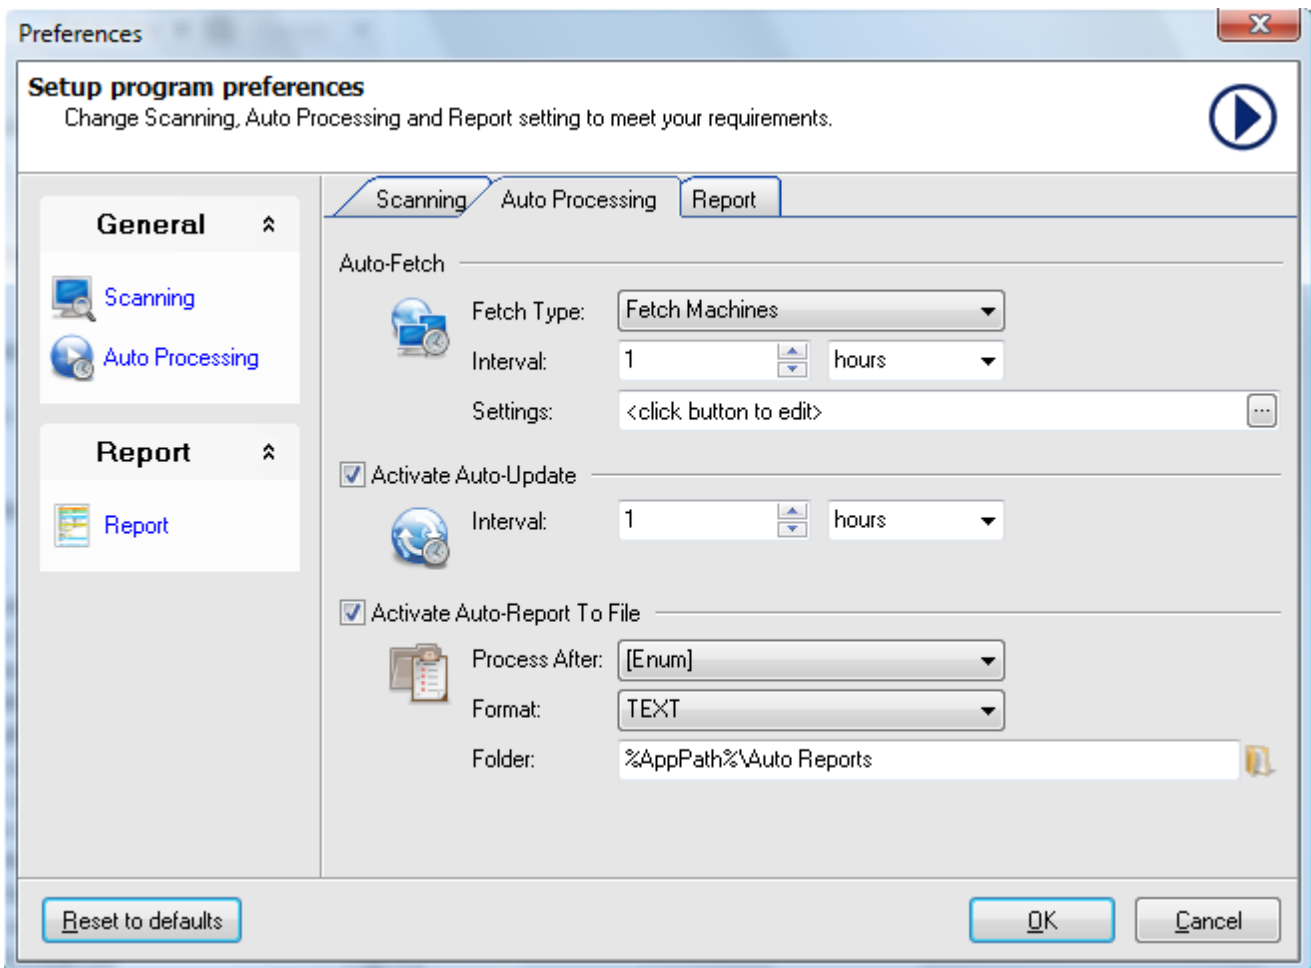 Preferences
Setup program preferences
Change Scanning, Auto Processing and Report setting to meet your requirements.
General
Scanning
Auto Processing
Report
Report
Scanning Auto Processing Report
Auto-Fetch
Fetch Type: Fetch Machines
Interval: 1 hours
Settings: <click button to edit> ...
Activate Auto-Update
Interval: 1 hours
Activate Auto-Report To File
Process After: [Enum]
Format: TEXT
Folder: %AppPath%\Auto Reports
Reset to defaults OK Cancel